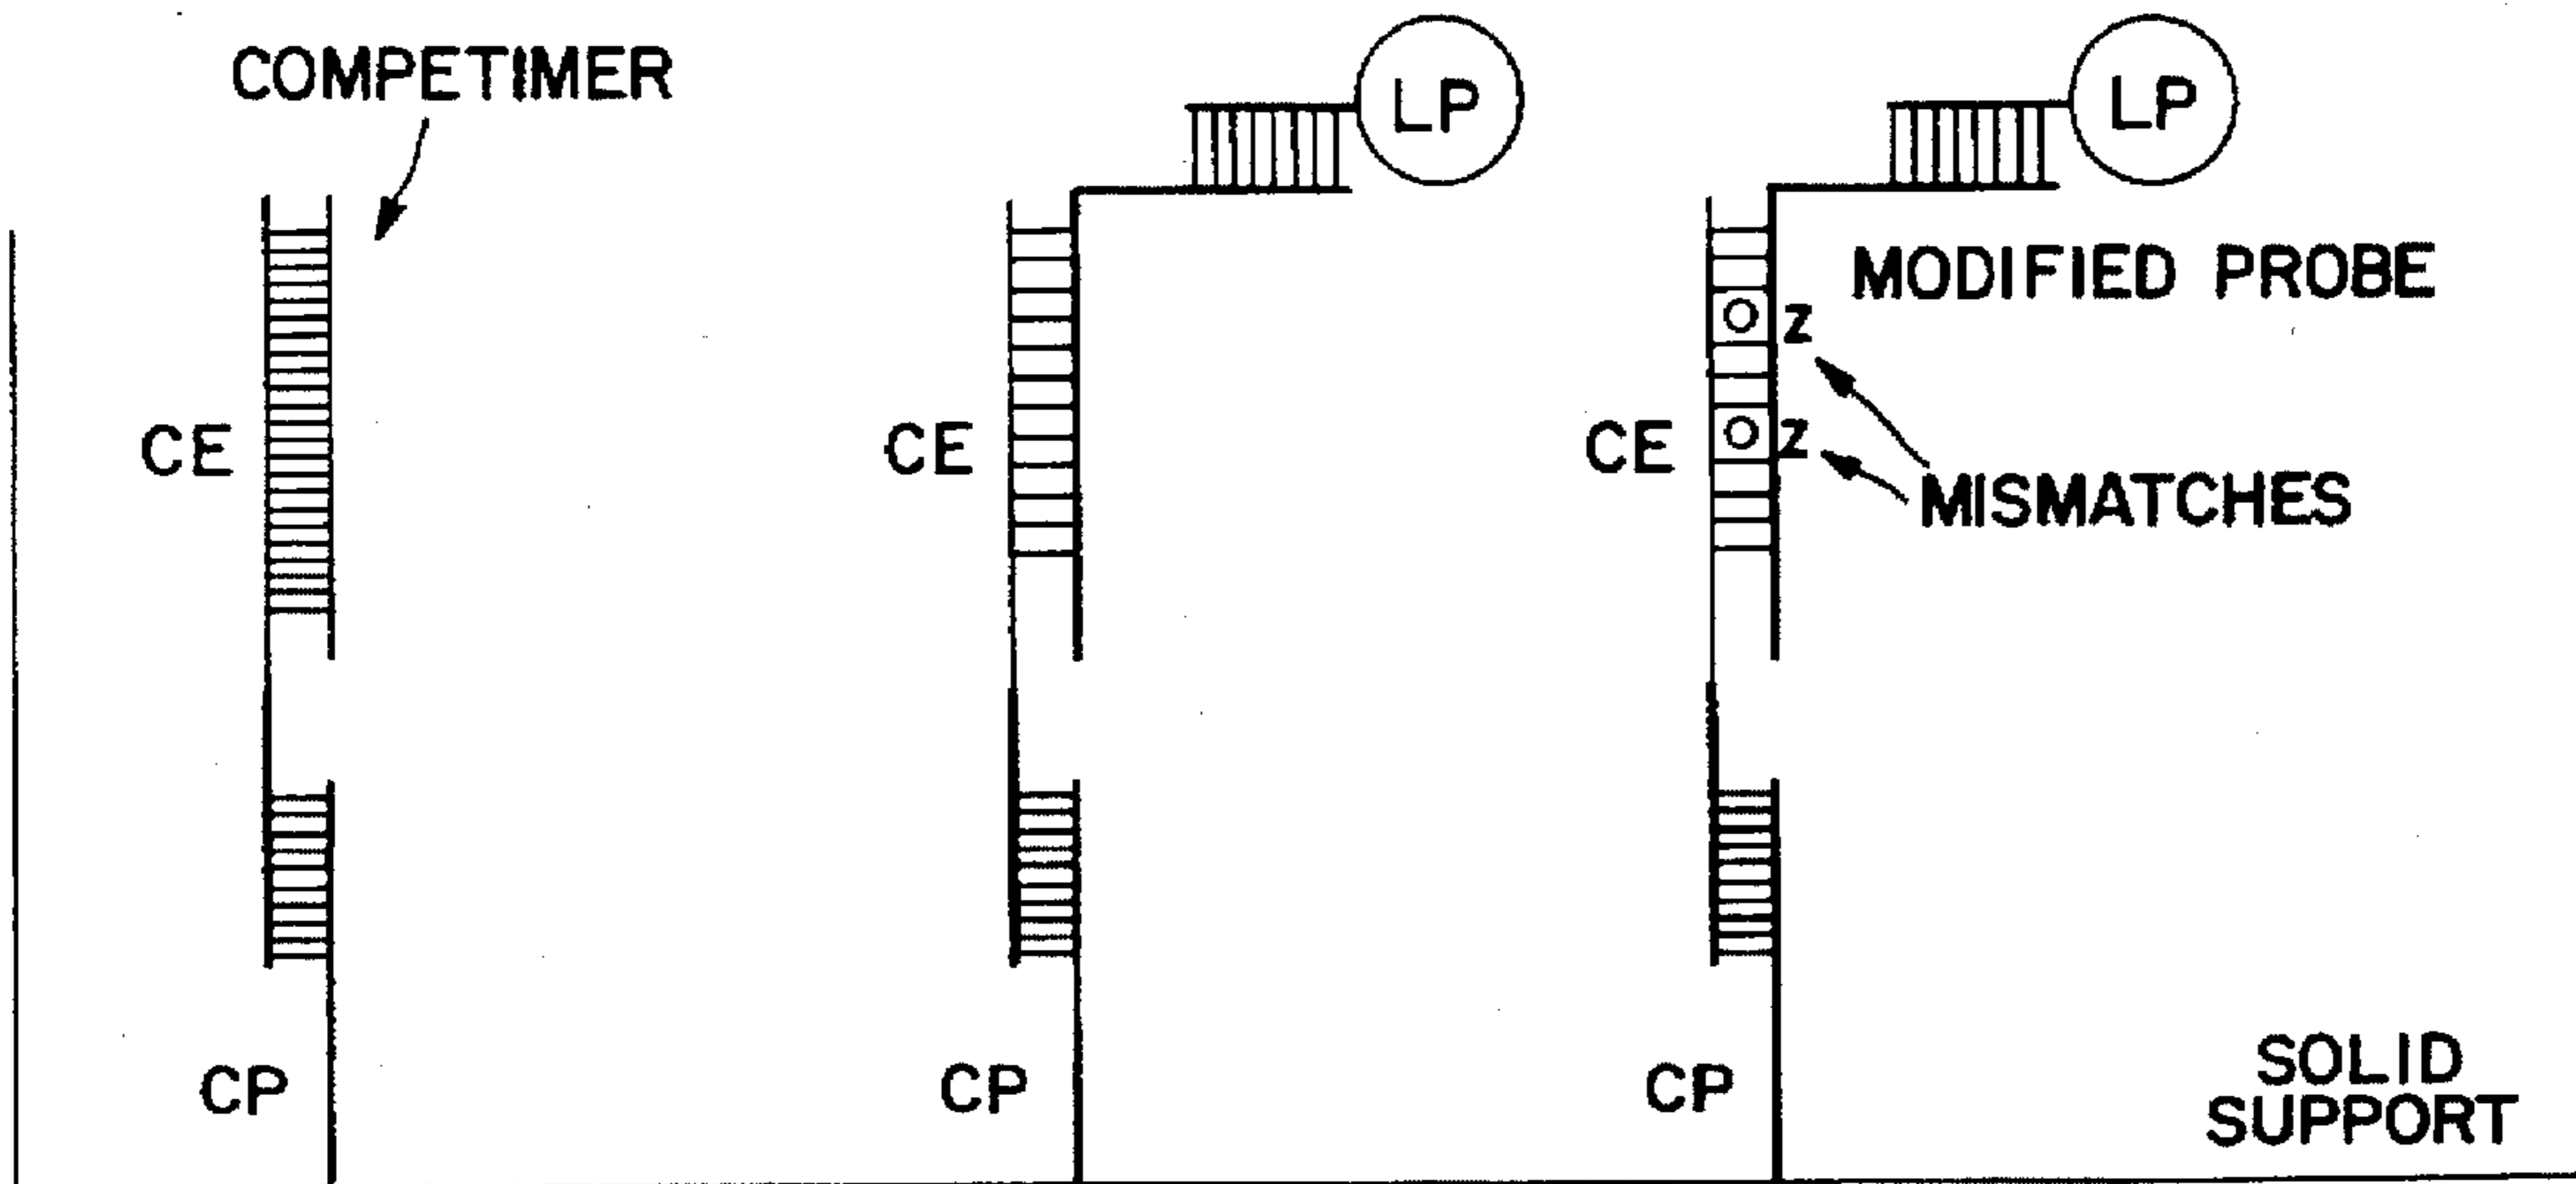 COMPETIMER
LP
LP
MODIFIED PROBE
Z
CE
CE
CE
Z
MISMATCHES
CP
CP
CP
SOLID
SUPPORT